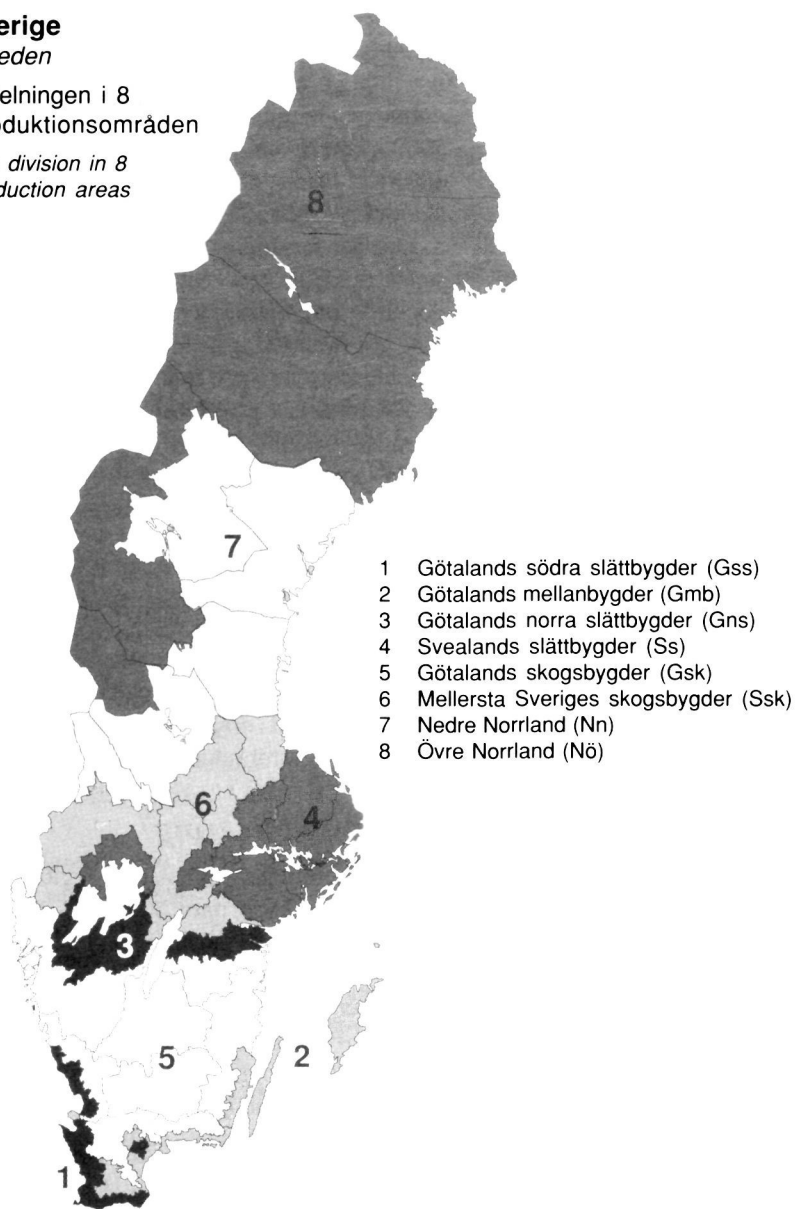 erige
eden
elningen i 8
oduktionsområden
division in 8
duction areas
8
7
6
4
3
5
2
1
1 Götalands södra slättbygder (Gss)
2 Götalands mellanbygder (Gmb)
3 Götalands norra slättbygder (Gns)
4 Svealands slättbygder (Ss)
5 Götalands skogsbygder (Gsk)
6 Mellersta Sveriges skogsbygder (Ssk)
7 Nedre Norrland (Nn)
8 Övre Norrland (Nö)